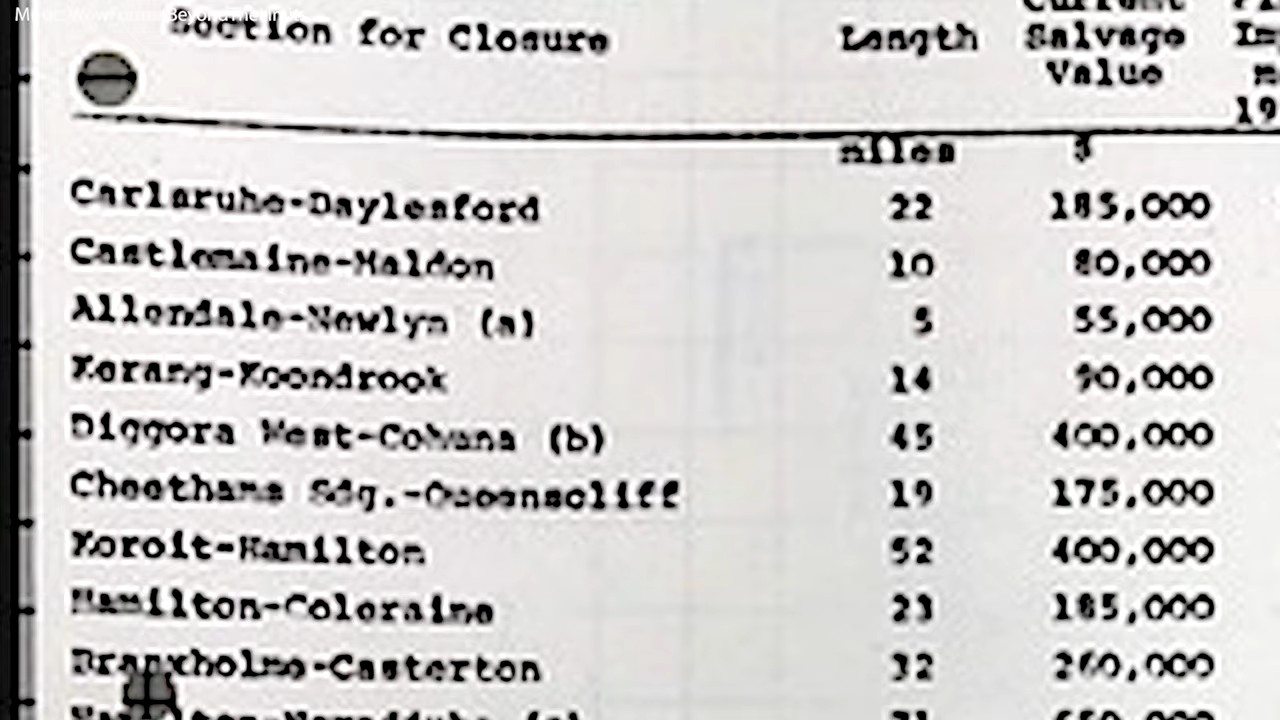 Section for Closure Length Current Salvage Value
19
miles $
Carlsruhe-Daylesford 22 185,000
Castlemaine-Maldon 10 80,000
Allendale-Newlyn (a) 5 55,000
Kerang-Koondrook 14 90,000
Diggora West-Cohuna (b) 45 400,000
Cheethams Sdg.-Queenscliff 19 175,000
Koroit-Hamilton 52 400,000
Hamilton-Coleraine 23 185,000
Branxholme-Casterton 32 260,000